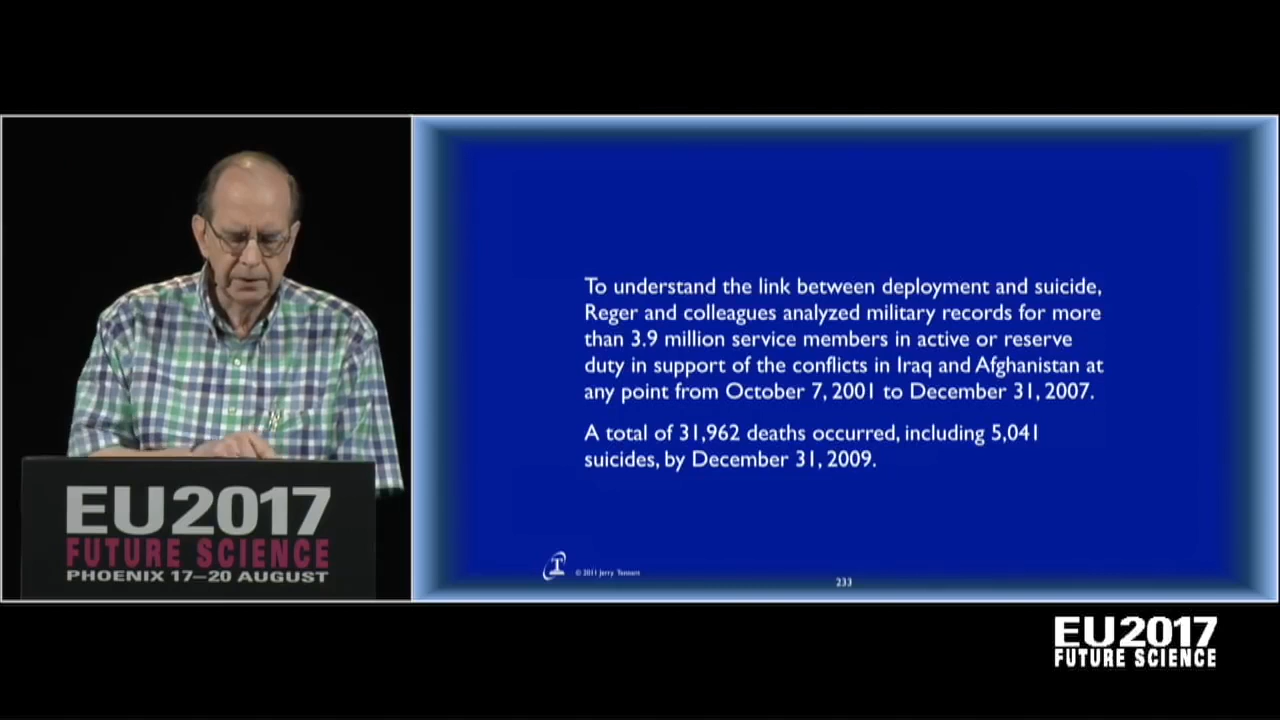 To understand the link between deployment and suicide,
Reger and colleagues analyzed military records for more
than 3.9 million service members in active or reserve
duty in support of the conflicts in Iraq and Afghanistan at
any point from October 7, 2001 to December 31, 2007.
A total of 31,962 deaths occurred, including 5,041
suicides, by December 31, 2009.
T
© 2011 Jerry Tennant
233
EU2017
FUTURE SCIENCE
PHOENIX 17–20 AUGUST
EU2017
FUTURE SCIENCE